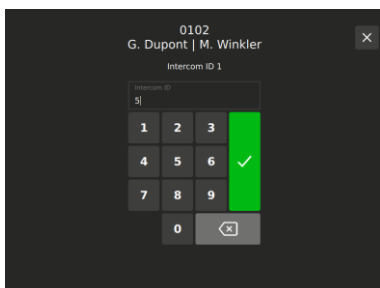 0102
G. Dupont | M. Winkler
Intercom ID 1
Intercom ID
5
1 2 3
4 5 6
7 8 9
0